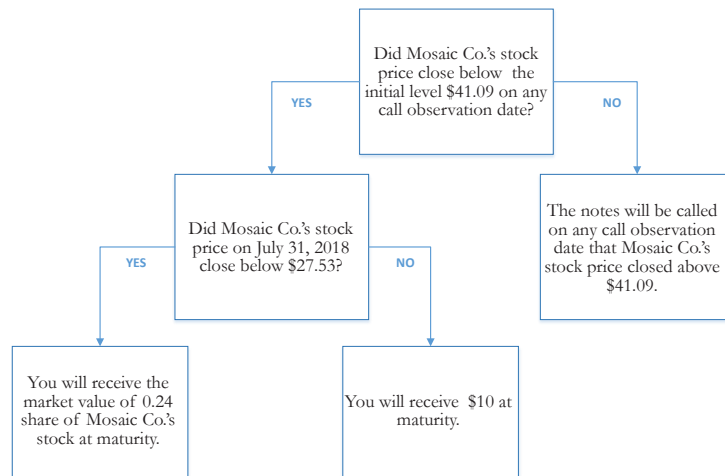 Did Mosaic Co.'s stock
price close below the
initial level $41.09 on any
call observation date?
YES
NO
Did Mosaic Co.'s stock
price on July 31, 2018
close below $27.53?
The notes will be called
on any call observation
date that Mosaic Co.'s
stock price closed above
$41.09.
YES
NO
You will receive the
market value of 0.24
share of Mosaic Co.'s
stock at maturity.
You will receive $10 at
maturity.